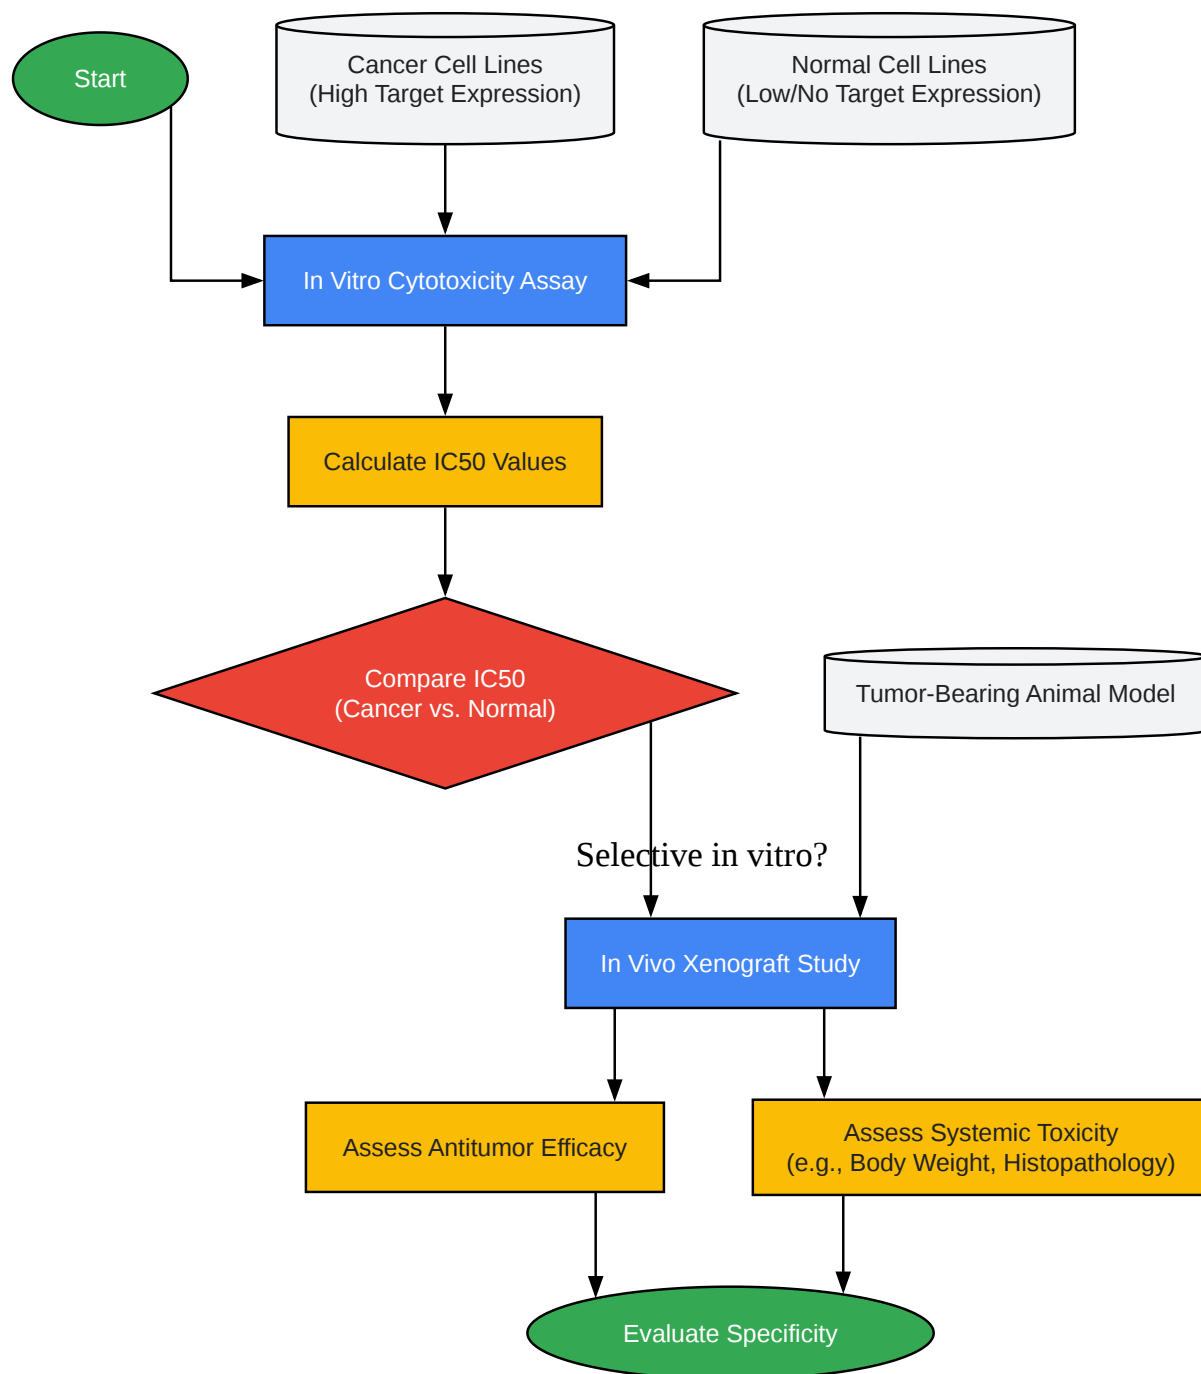 Start
Cancer Cell Lines
(High Target Expression)
Normal Cell Lines
(Low/No Target Expression)
In Vitro Cytotoxicity Assay
Calculate IC50 Values
Compare IC50
(Cancer vs. Normal)
Tumor-Bearing Animal Model
Selective in vitro?
In Vivo Xenograft Study
Assess Antitumor Efficacy
Assess Systemic Toxicity
(e.g., Body Weight, Histopathology)
Evaluate Specificity